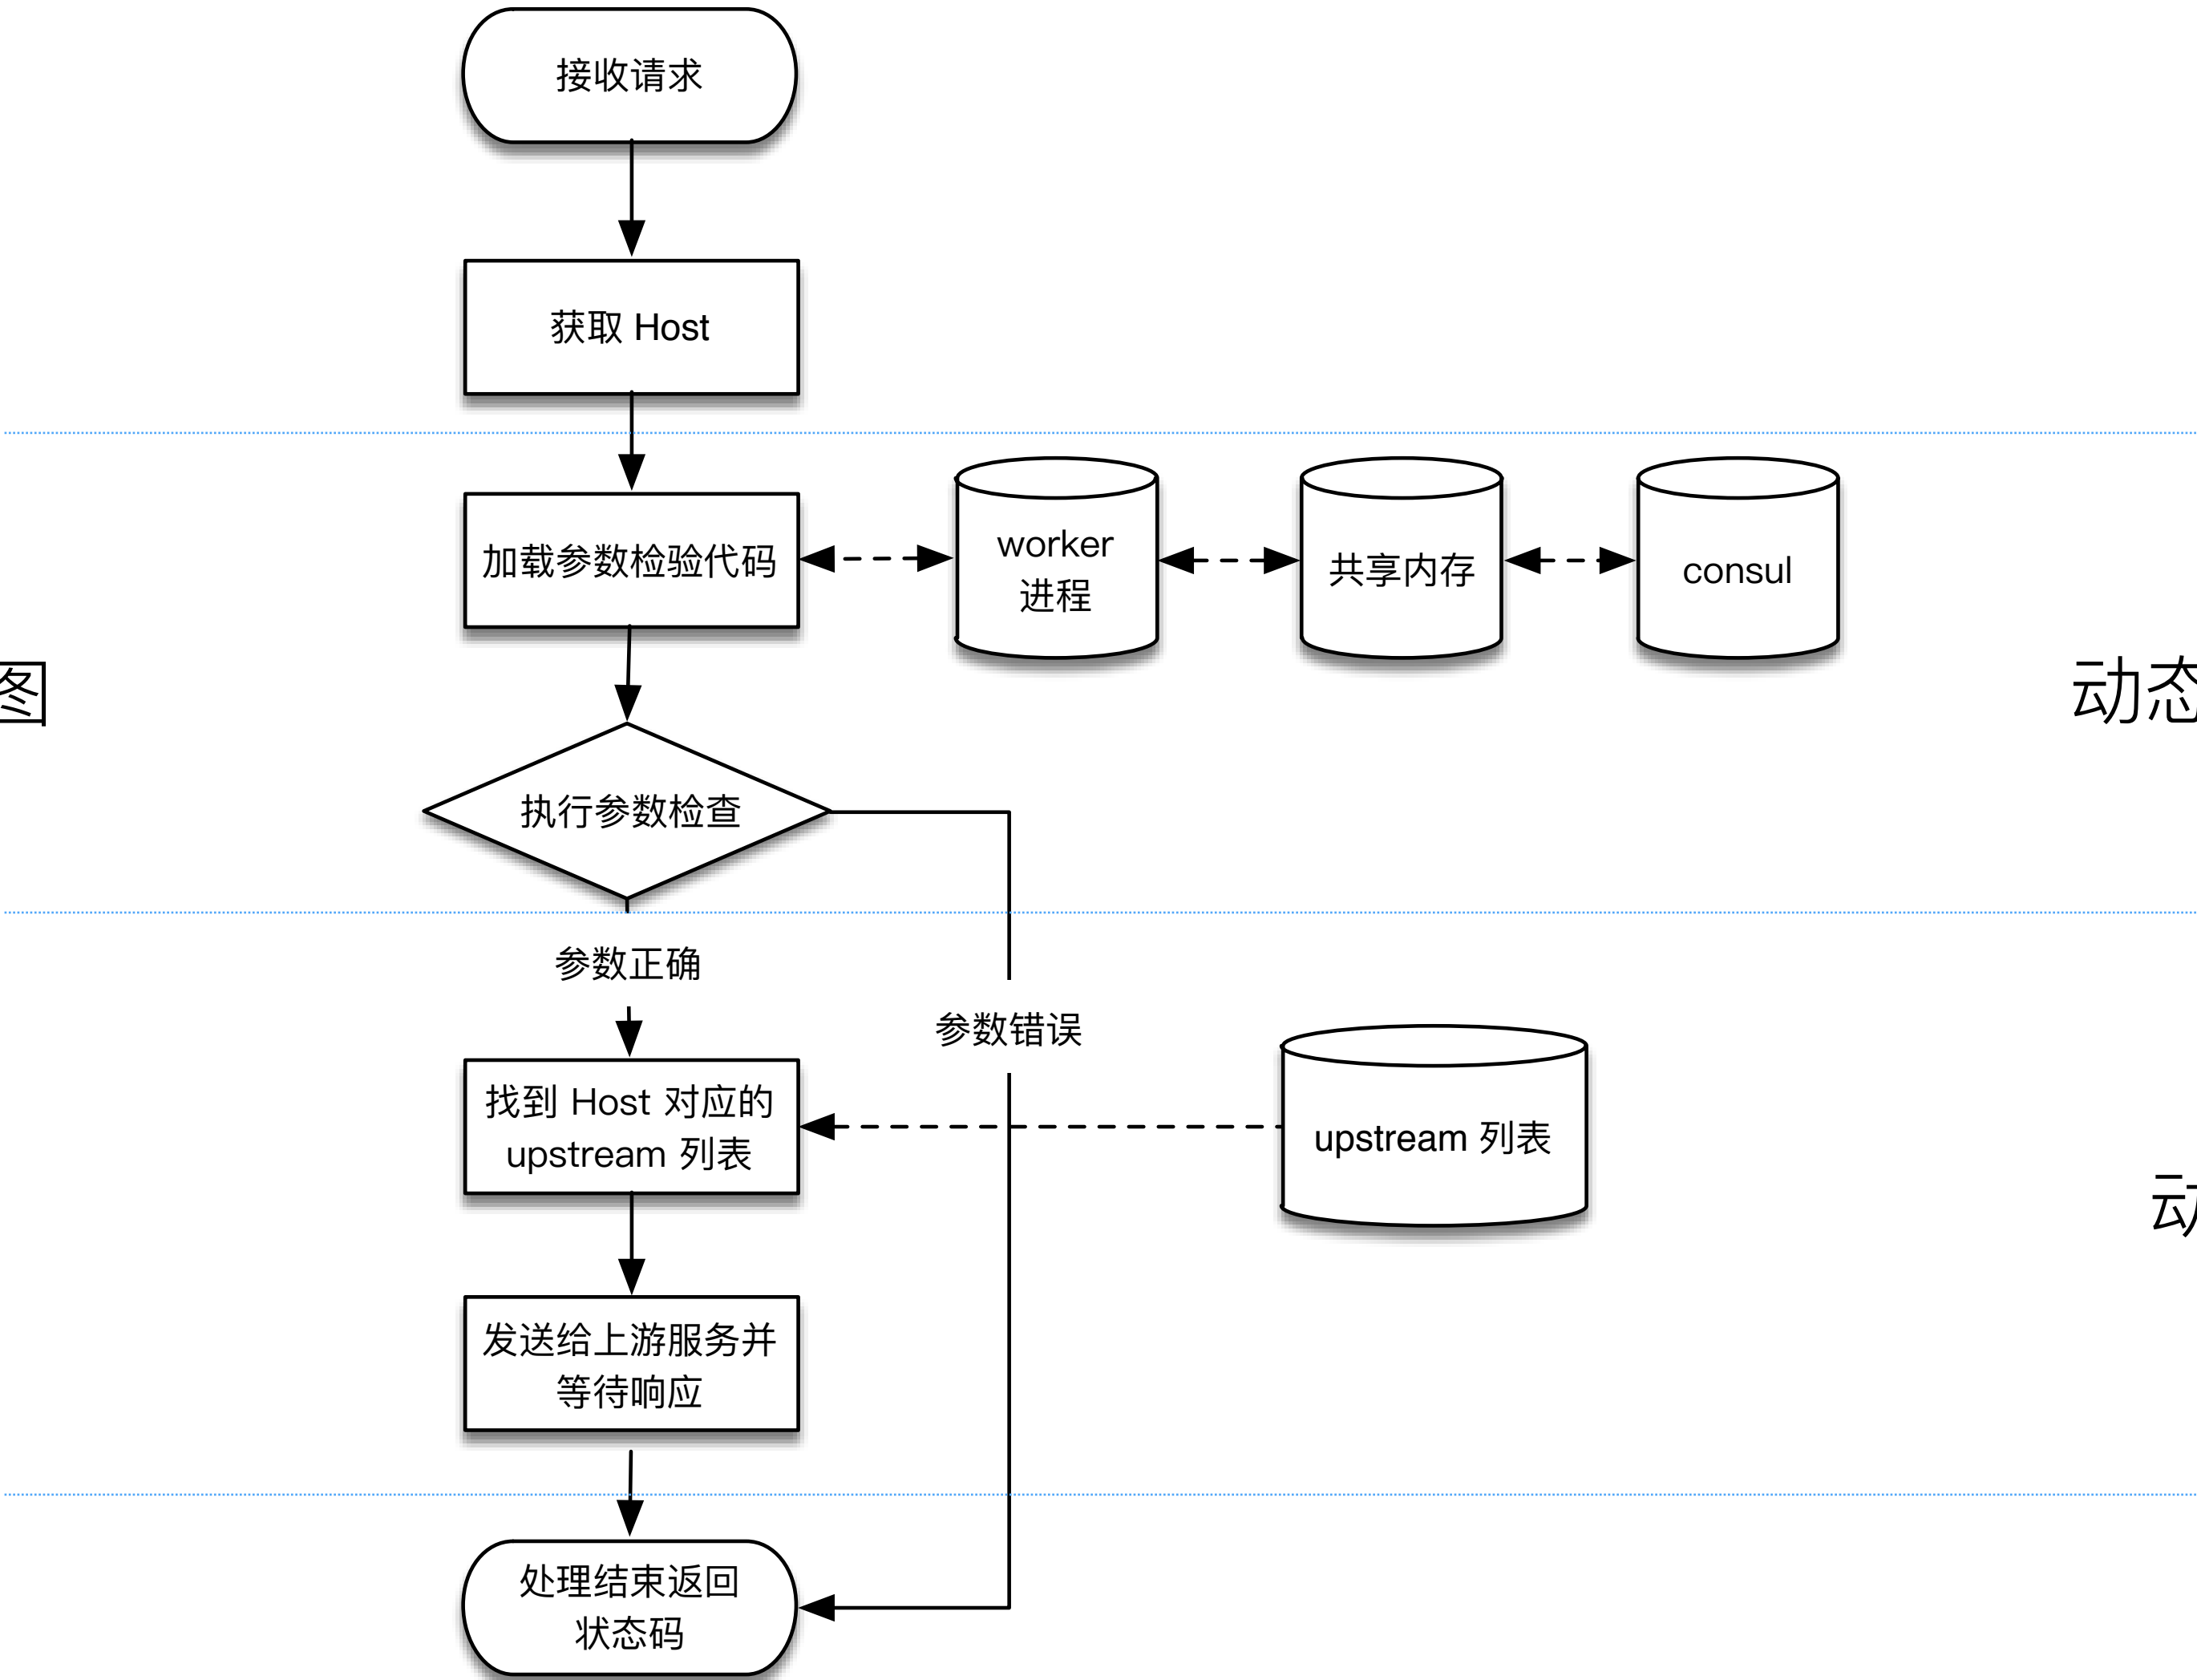 接收请求
获取 Host
加载参数检验代码
worker
进程
共享内存
consul
图
动态
执行参数检查
参数正确
参数错误
找到 Host 对应的
upstream 列表
upstream 列表
发送给上游服务并
等待响应
处理结束返回
状态码